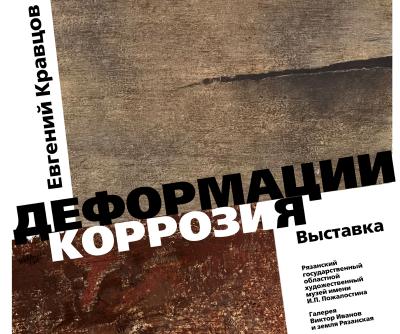 Евгений Кравцов
ДЕФОРМАЦИИ
КОРРОЗИЯ
Выставка
Рязанский
государственный
областной
художественный
музей имени
И.П. Пожалостина
Галерея
Виктор Иванов
и земля Рязанская